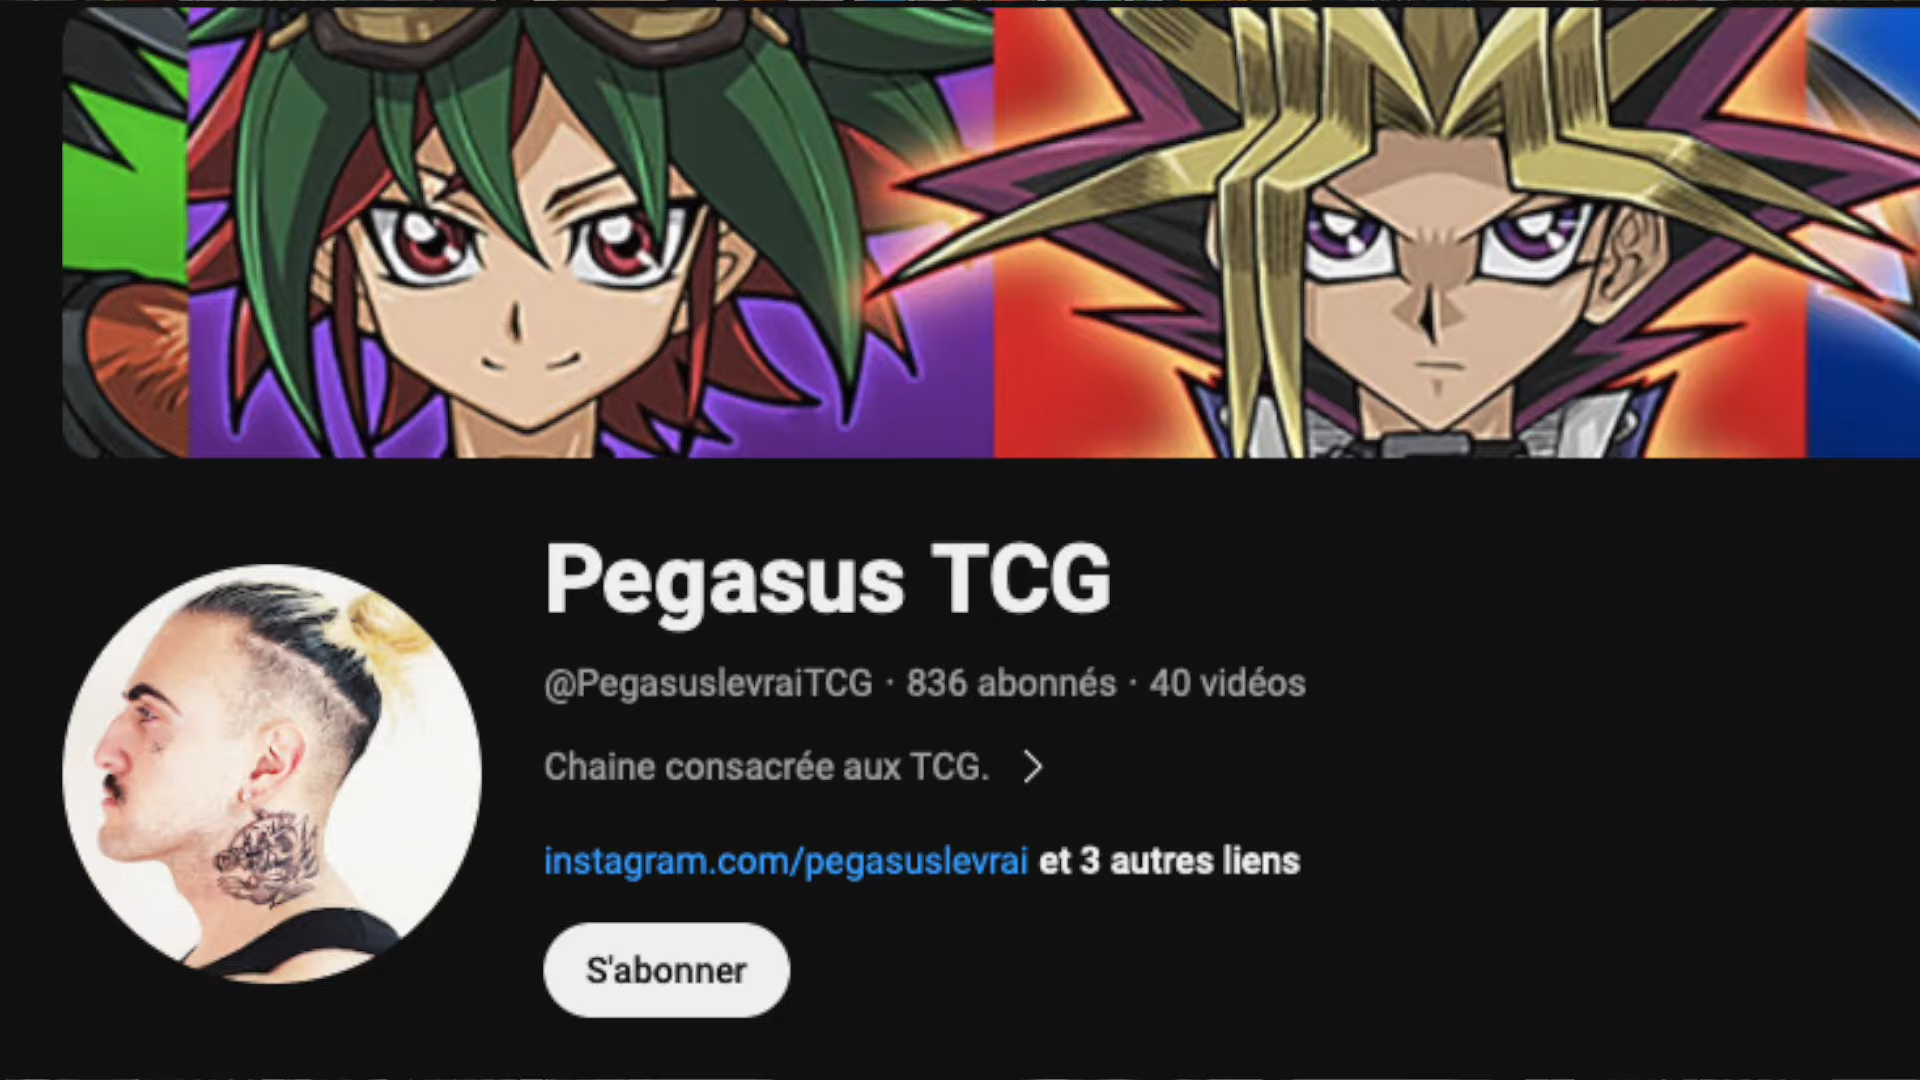 Pegasus TCG
@PegasuslevraiTCG · 836 abonnés · 40 vidéos
Chaine consacrée aux TCG.
instagram.com/pegasuslevrai et 3 autres liens
S'abonner